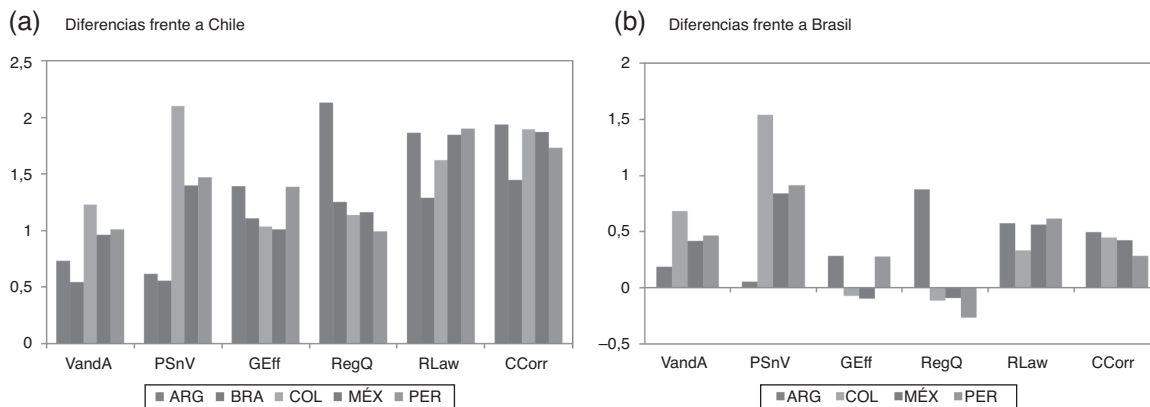 (a) Diferencias frente a Chile
2,5
2
1,5
1
0,5
0
VandA PSnV GEff RegQ RLaw CCorr
ARG BRA COL MÉX PER
(b) Diferencias frente a Brasil
2
1,5
1
0,5
0
–0,5
VandA PSnV GEff RegQ RLaw CCorr
ARG COL MÉX PER